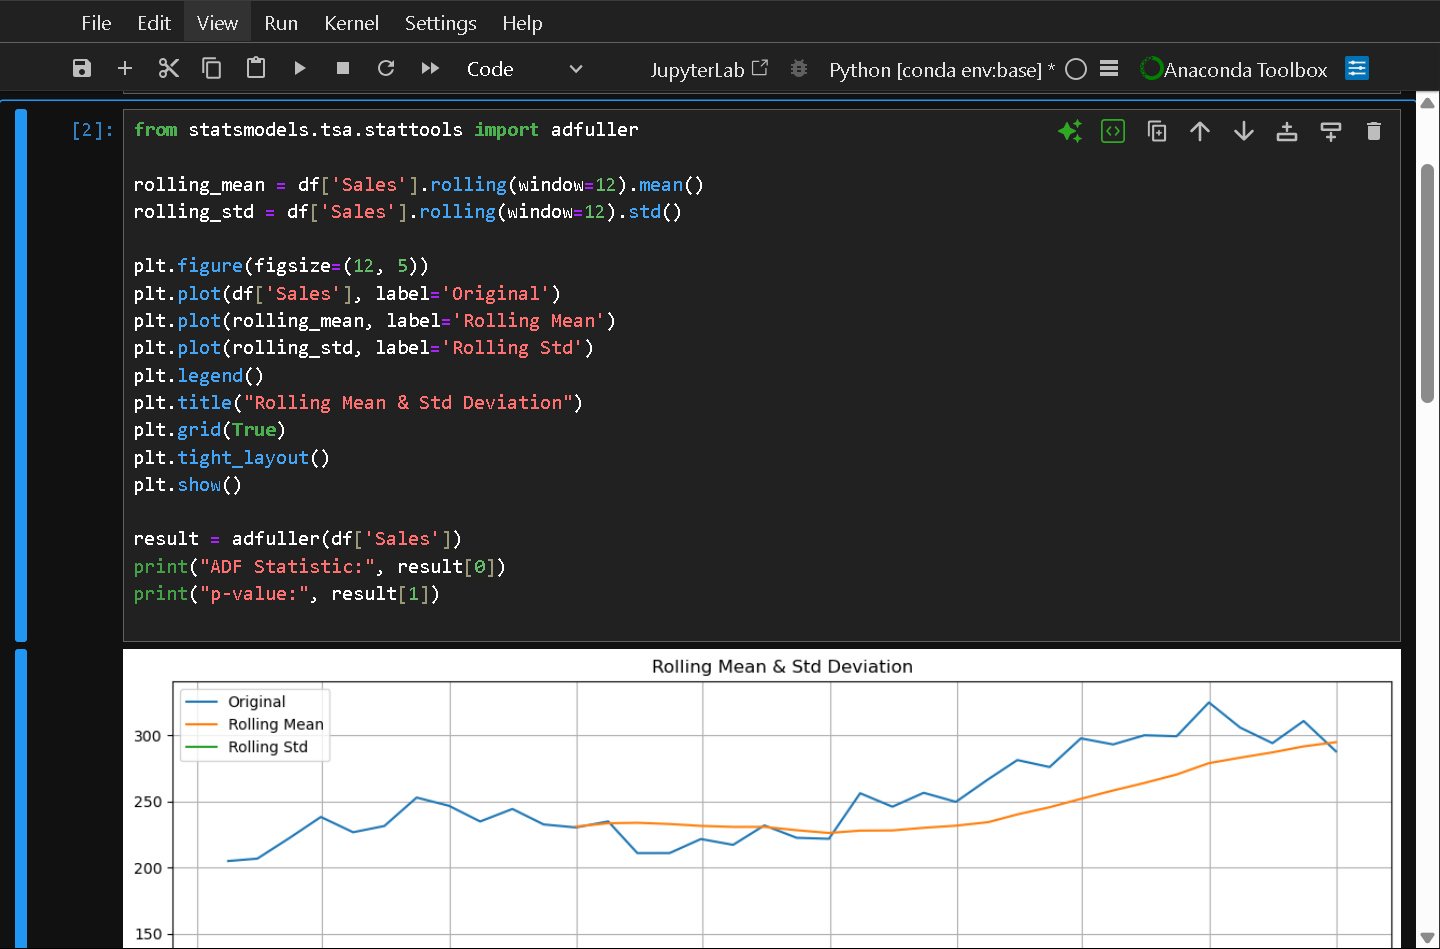 File Edit View Run Kernel Settings Help
Code JupyterLab Python [conda env:base] * Anaconda Toolbox
[2]:
from statsmodels.tsa.stattools import adfuller
rolling_mean = df['Sales'].rolling(window=12).mean()
rolling_std = df['Sales'].rolling(window=12).std()
plt.figure(figsize=(12, 5))
plt.plot(df['Sales'], label='Original')
plt.plot(rolling_mean, label='Rolling Mean')
plt.plot(rolling_std, label='Rolling Std')
plt.legend()
plt.title("Rolling Mean & Std Deviation")
plt.grid(True)
plt.tight_layout()
plt.show()
result = adfuller(df['Sales'])
print("ADF Statistic:", result[0])
print("p-value:", result[1])
Rolling Mean & Std Deviation
Original
Rolling Mean
Rolling Std
300
250
200
150